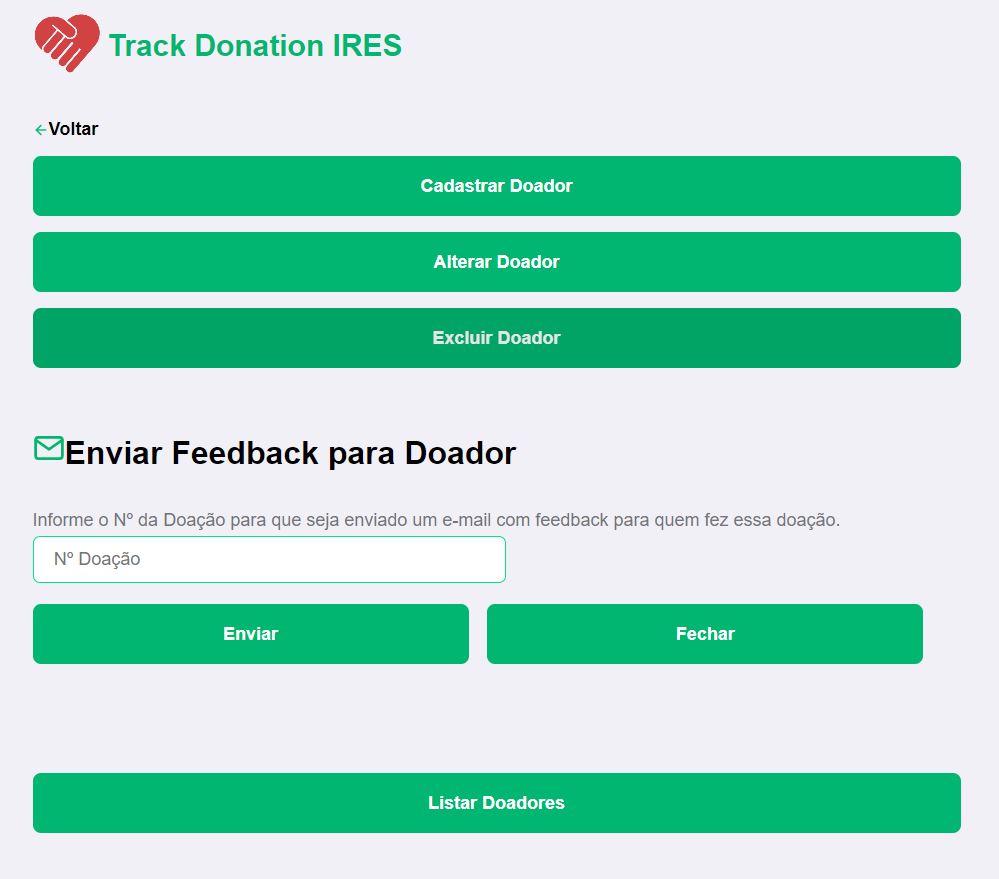 Track Donation IRES
Voltar
Cadastrar Doador
Alterar Doador
Excluir Doador
Enviar Feedback para Doador
Informe o Nº da Doação para que seja enviado um e-mail com feedback para quem fez essa doação.
Nº Doação
Enviar
Fechar
Listar Doadores